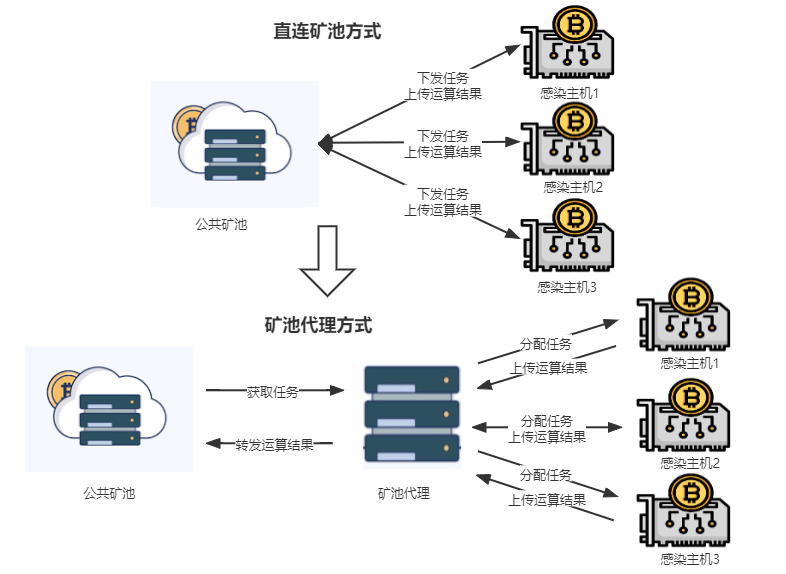 直连矿池方式
下发任务
上传运算结果
感染主机1
下发任务
上传运算结果
感染主机2
下发任务
上传运算结果
感染主机3
公共矿池
矿池代理方式
获取任务
转发运算结果
公共矿池
矿池代理
分配任务
上传运算结果
感染主机1
分配任务
上传运算结果
感染主机2
分配任务
上传运算结果
感染主机3